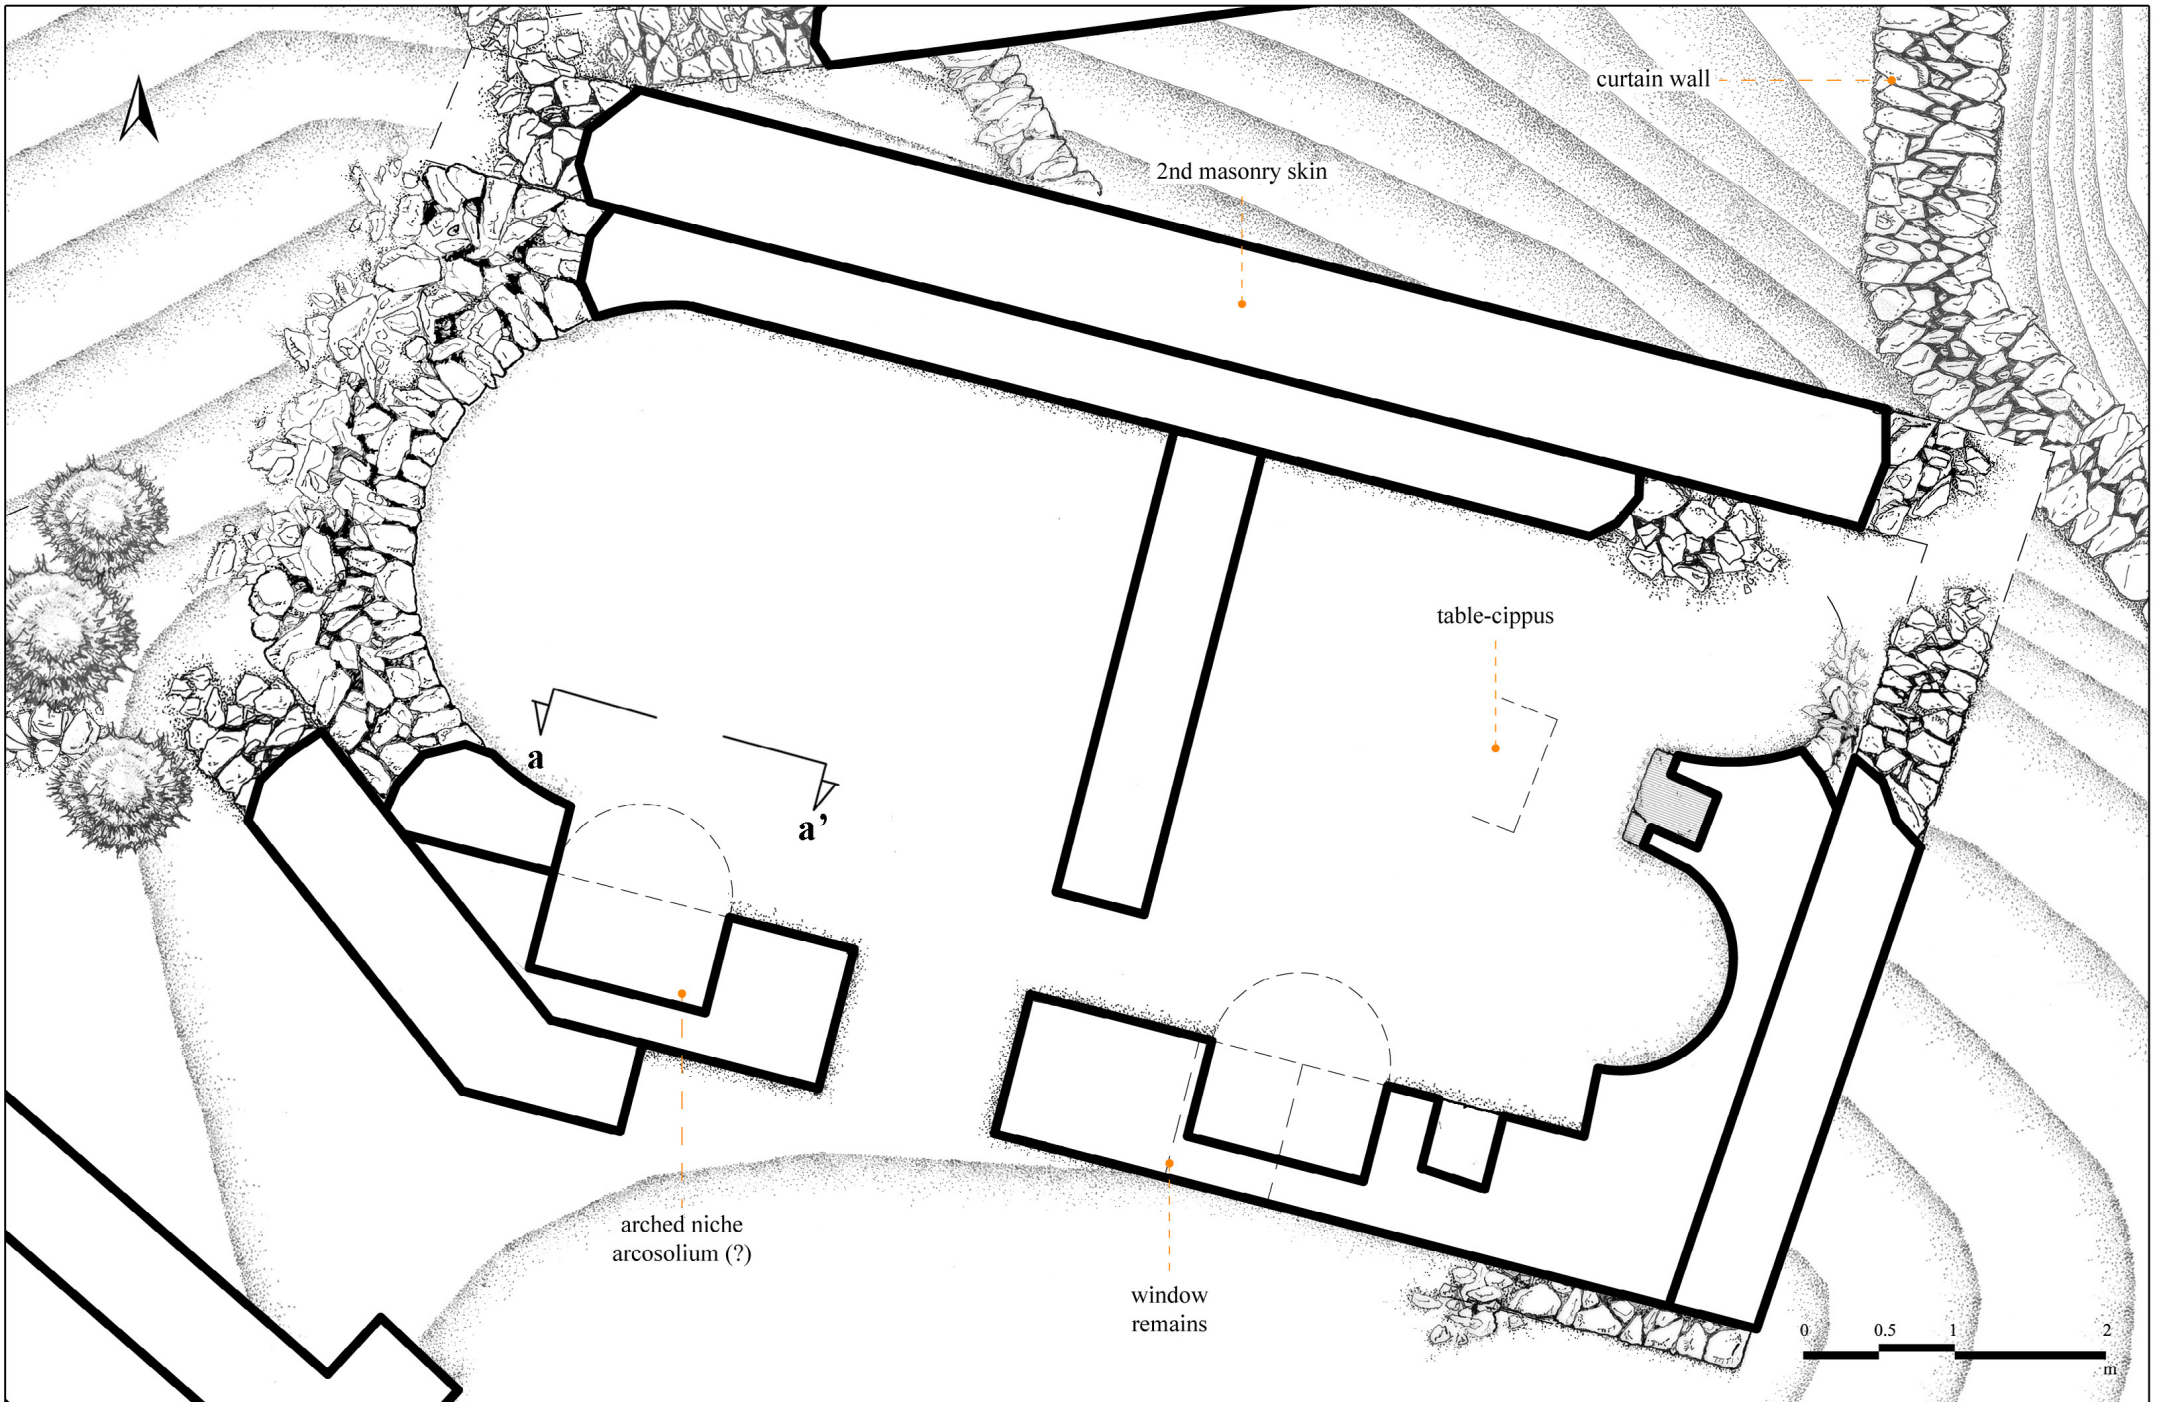 curtain wall
2nd masonry skin
table-cippus
a
a’
arched niche
arcosolium (?)
window
remains
0 0.5 1 2
m